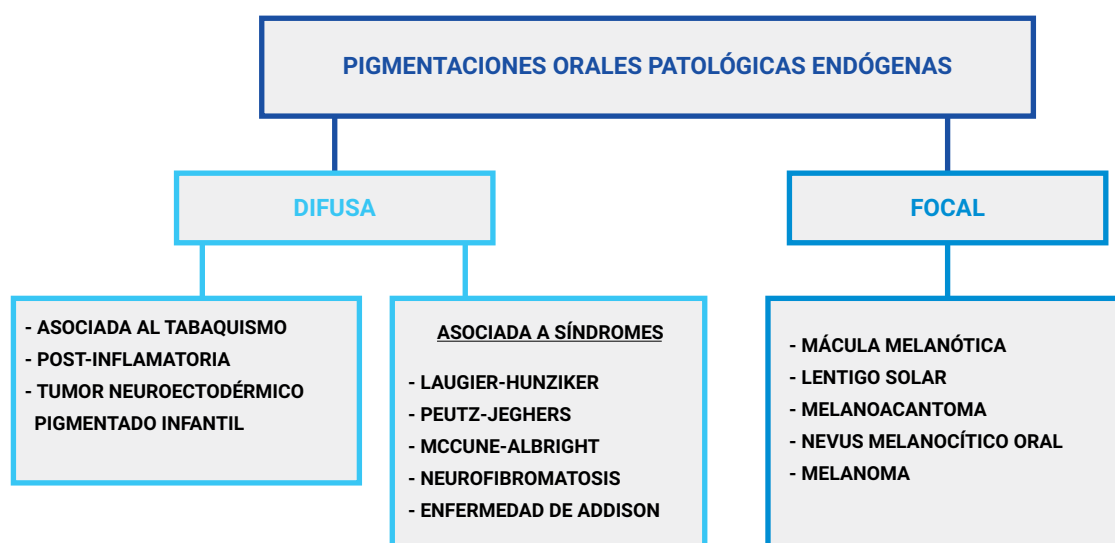 PIGMENTACIONES ORALES PATOLÓGICAS ENDÓGENAS
DIFUSA
FOCAL
- ASOCIADA AL TABAQUISMO
- POST-INFLAMATORIA
- TUMOR NEUROECTODÉRMICO
PIGMENTADO INFANTIL
ASOCIADA A SÍNDROMES
- LAUGIER-HUNZIKER
- PEUTZ-JEGHERS
- MCCUNE-ALBRIGHT
- NEUROFIBROMATOSIS
- ENFERMEDAD DE ADDISON
- MÁCULA MELANÓTICA
- LENTIGO SOLAR
- MELANOACANTOMA
- NEVUS MELANOCÍTICO ORAL
- MELANOMA